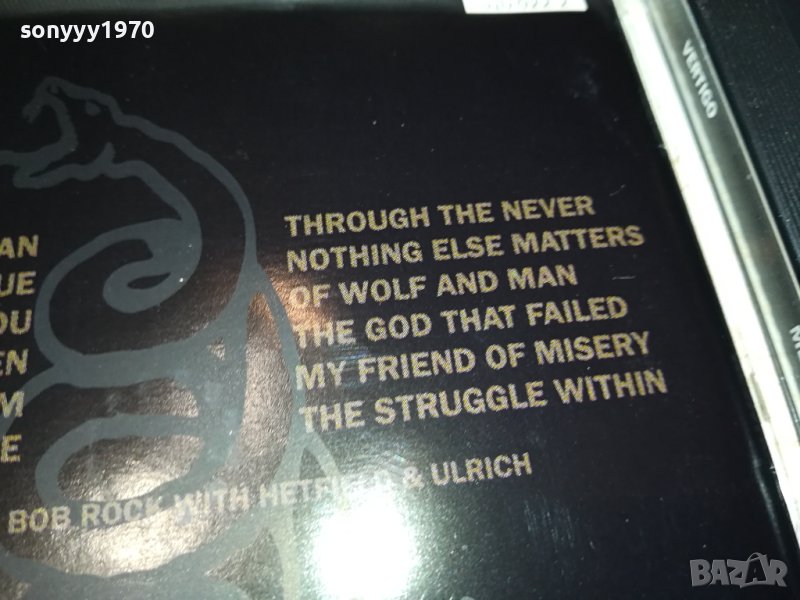 sonyyy1970
VERTIGO
AN
UE
OU
EN
M
E
THROUGH THE NEVER
NOTHING ELSE MATTERS
OF WOLF AND MAN
THE GOD THAT FAILED
MY FRIEND OF MISERY
THE STRUGGLE WITHIN
BOB ROCK WITH HETFIELD & ULRICH
BAZAR